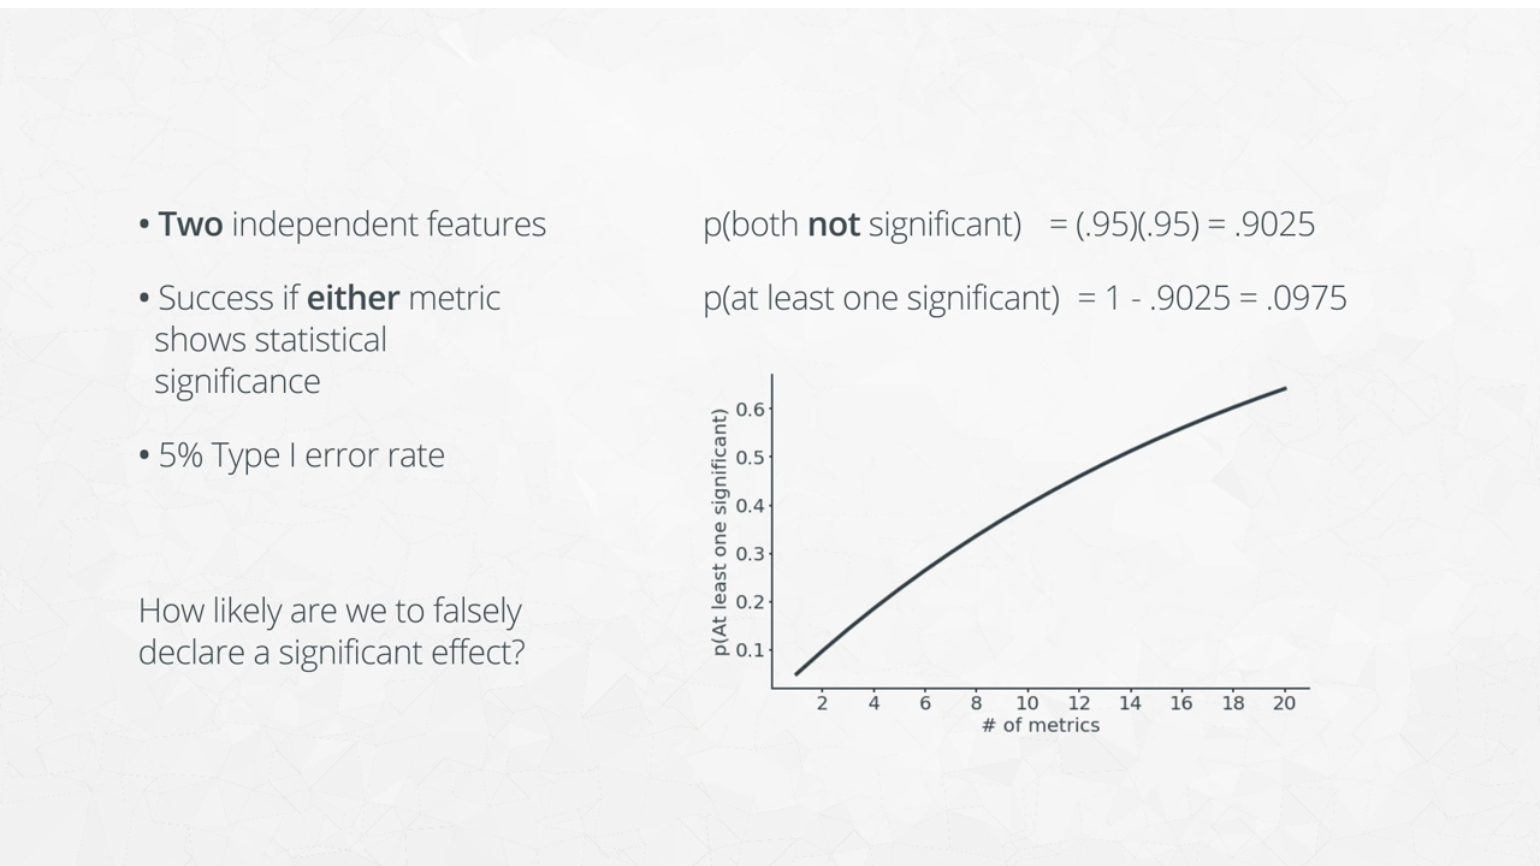 • Two independent features
• Success if either metric
shows statistical
significance
• 5% Type I error rate
How likely are we to falsely
declare a significant effect?
p(both not significant) = (.95)(.95) = .9025
p(at least one significant) = 1 - .9025 = .0975
p(At least one significant)
0.6
0.5
0.4
0.3
0.2
0.1
2 4 6 8 10 12 14 16 18 20
# of metrics